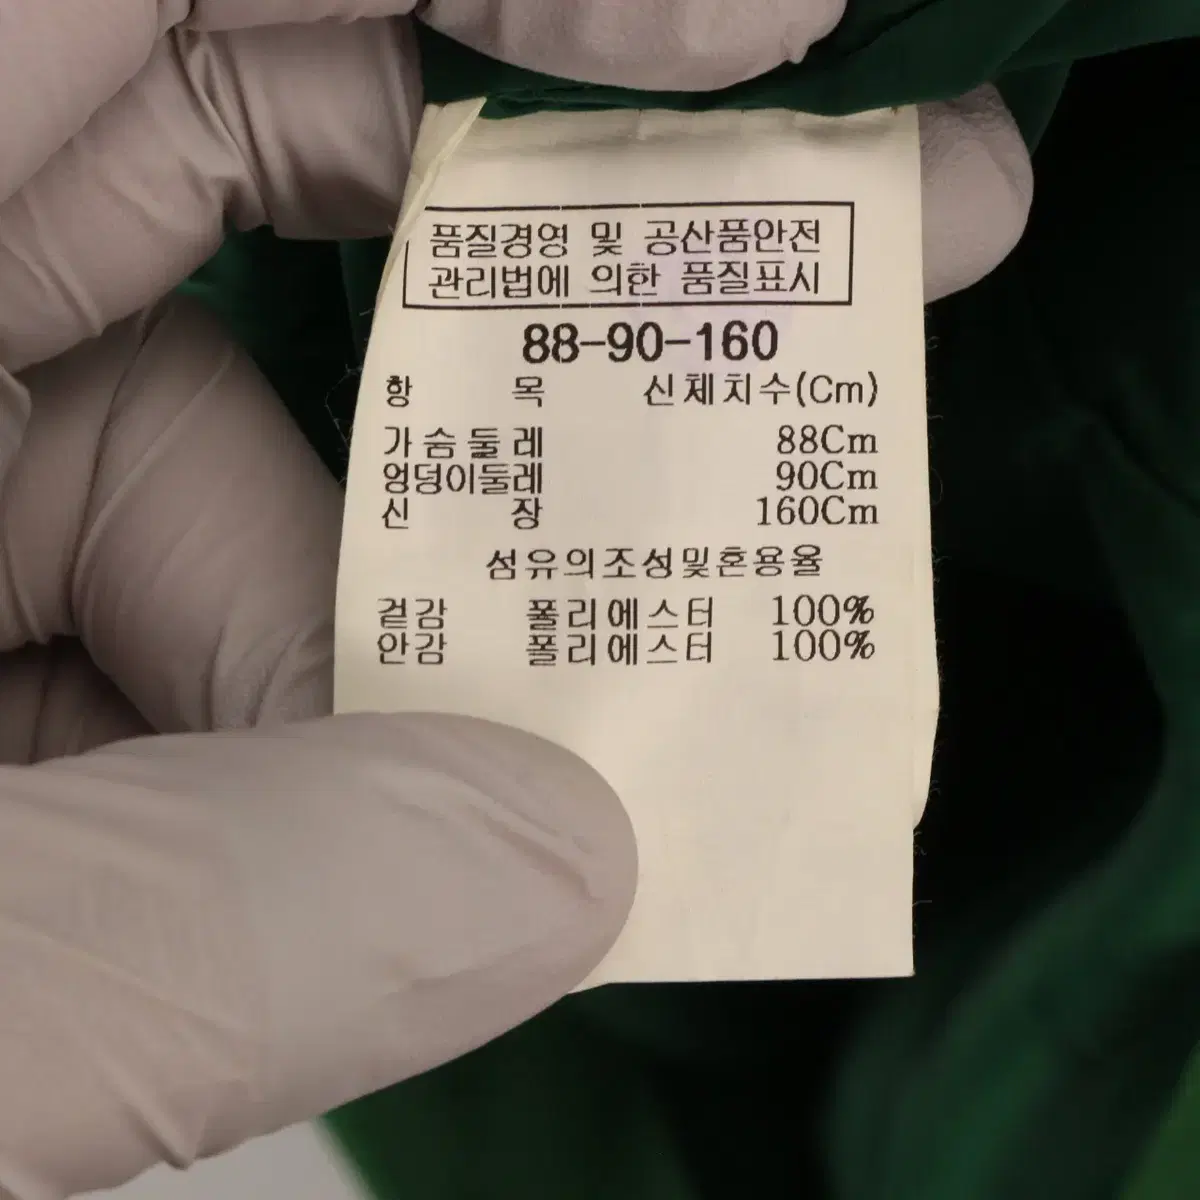 품질경영 및 공산품안전
관리법에 의한 품질표시
88-90-160
항 목 신체치수(Cm)
가슴둘레 88Cm
엉덩이둘레 90Cm
신 장 160Cm
섬유의조성및혼용율
겉감 폴리에스터 100%
안감 폴리에스터 100%